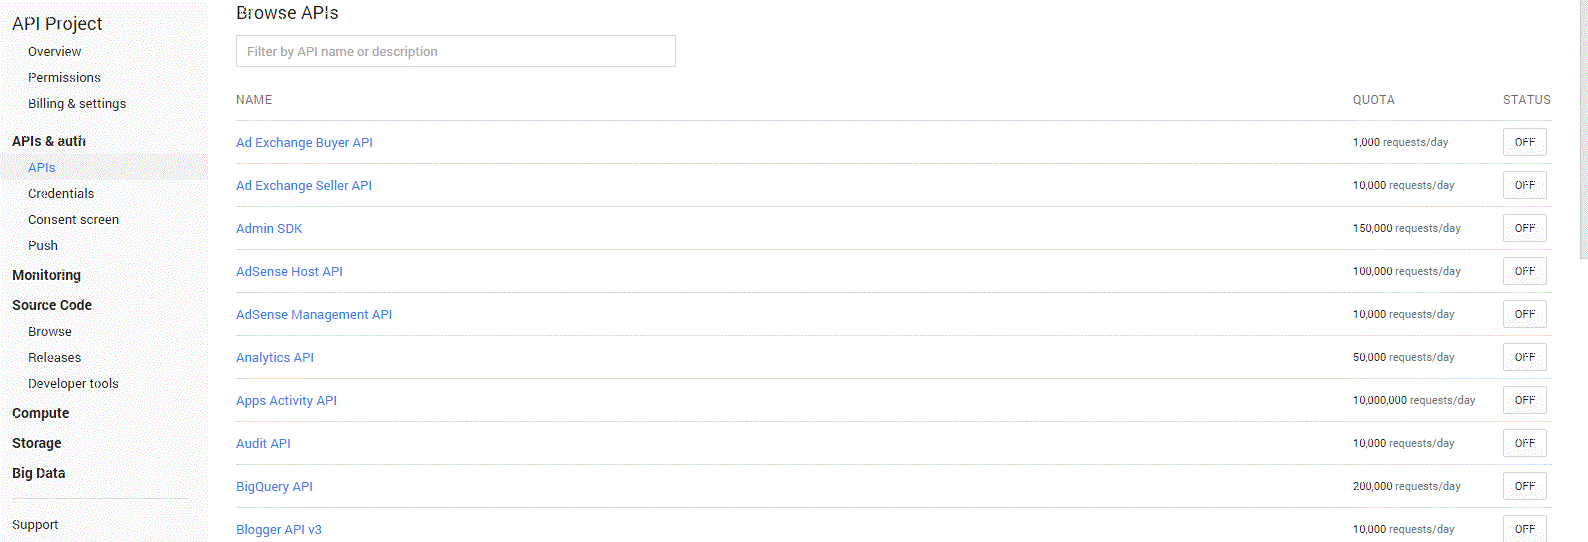 API Project
Overview
Permissions
Billing & settings
APIs & auth
APIs
Credentials
Consent screen
Push
Monitoring
Source Code
Browse
Releases
Developer tools
Compute
Storage
Big Data
Support
Browse APIs
Filter by API name or description
NAME QUOTA STATUS
Ad Exchange Buyer API 1,000 requests/day OFF
Ad Exchange Seller API 10,000 requests/day OFF
Admin SDK 150,000 requests/day OFF
AdSense Host API 100,000 requests/day OFF
AdSense Management API 10,000 requests/day OFF
Analytics API 50,000 requests/day OFF
Apps Activity API 10,000,000 requests/day OFF
Audit API 10,000 requests/day OFF
BigQuery API 200,000 requests/day OFF
Blogger API v3 10,000 requests/day OFF